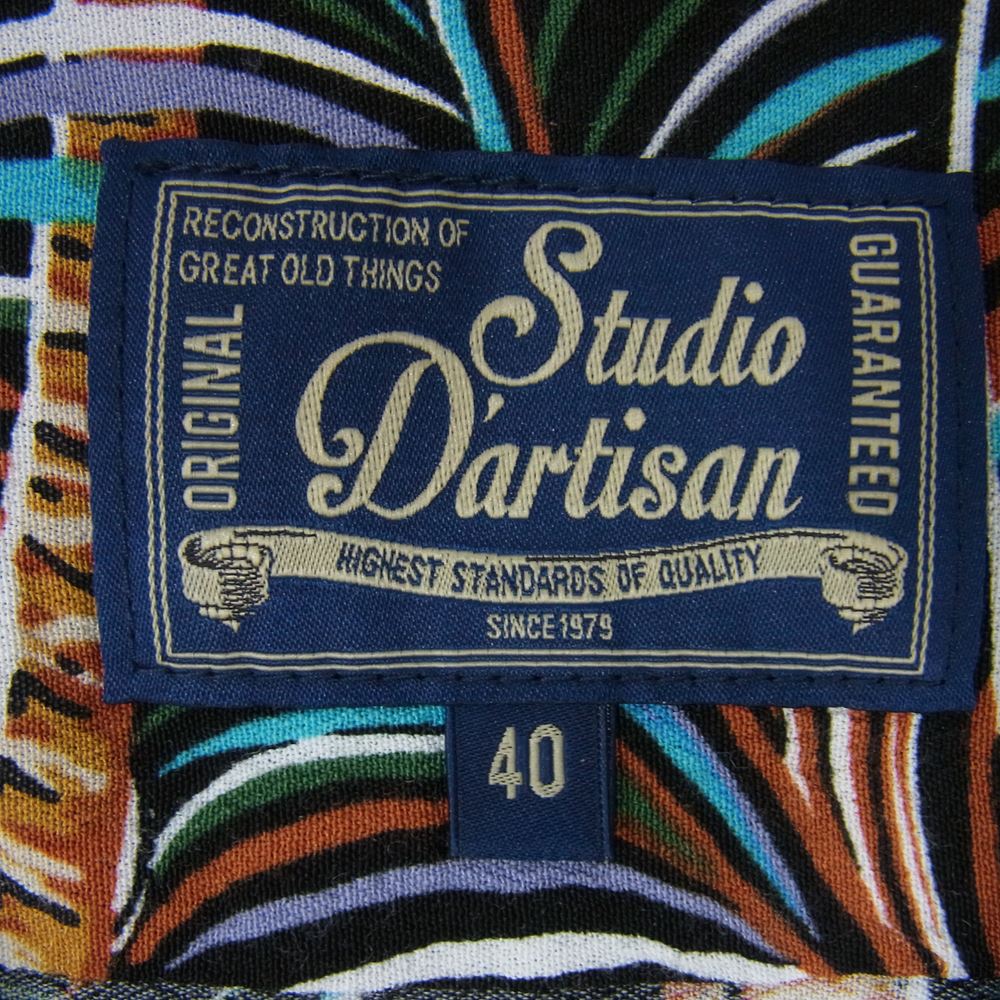 RECONSTRUCTION OF
GREAT OLD THINGS
ORIGINAL
Studio
D'artisan
GUARANTEED
HIGHEST STANDARDS OF QUALITY
SINCE 1979
40